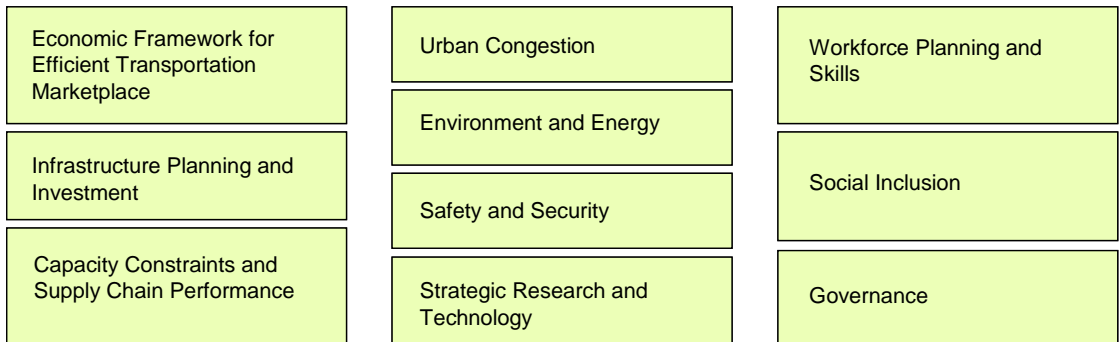 Economic Framework for
Efficient Transportation
Marketplace
Infrastructure Planning and
Investment
Capacity Constraints and
Supply Chain Performance
Urban Congestion
Environment and Energy
Safety and Security
Strategic Research and
Technology
Workforce Planning and
Skills
Social Inclusion
Governance